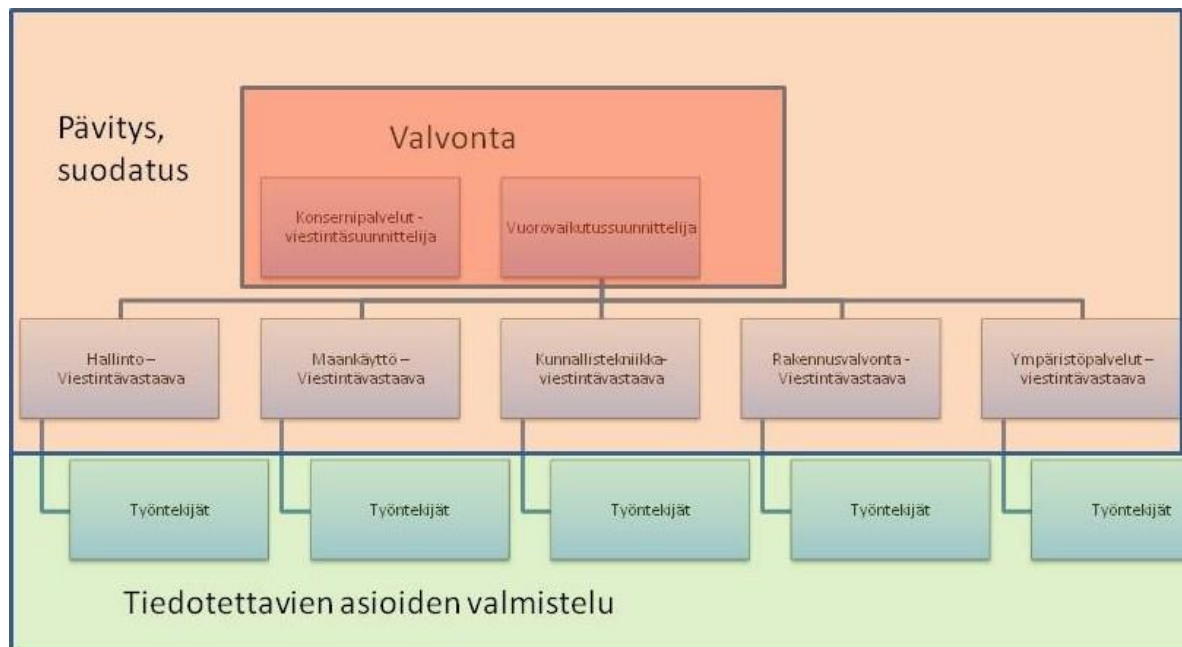 Pävitys,
suodatus
Valvonta
Konsernipalvelut -
viestintäsuunnittelija
Vuorovaikutussuunnittelija
Hallinto –
Viestintävastaava
Maankäyttö –
Viestintävastaava
Kunnallistekniikka-
viestintävastaava
Rakennusvalvonta -
Viestintävastaava
Ympäristöpalvelut –
viestintävastaava
Työntekijät
Työntekijät
Työntekijät
Työntekijät
Työntekijät
Tiedotettavien asioiden valmistelu